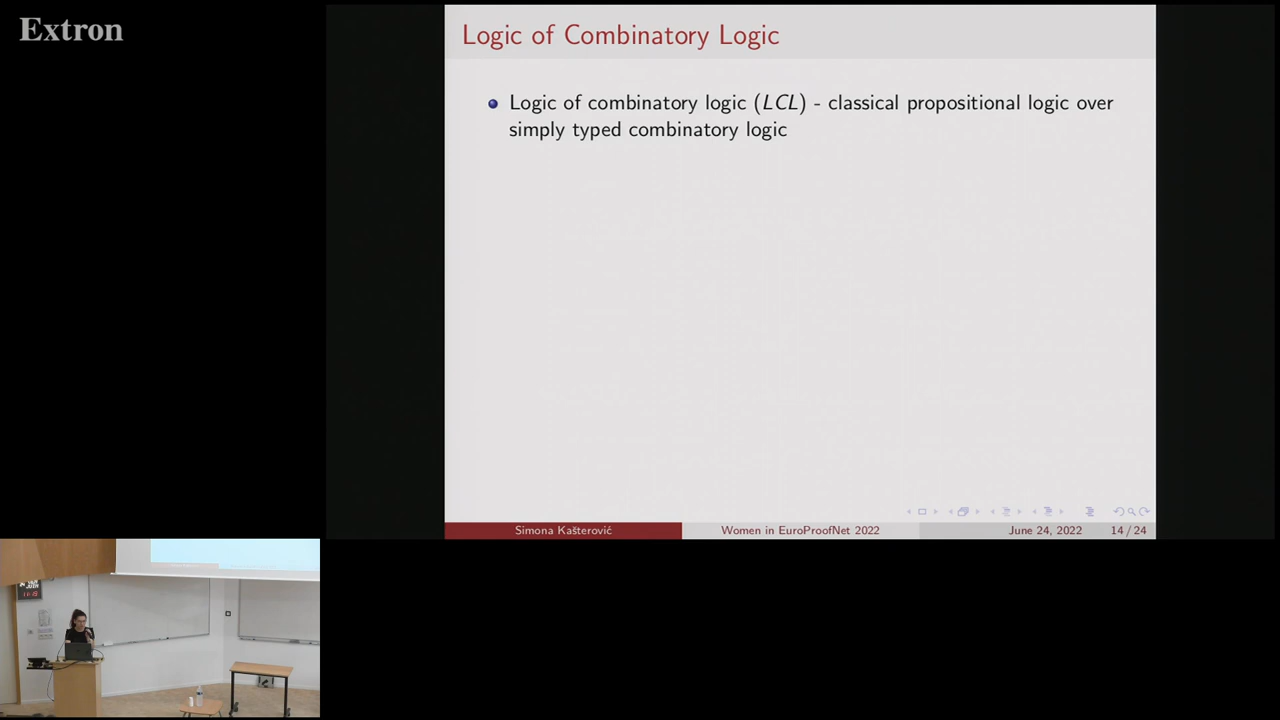 Extron
Logic of Combinatory Logic
Logic of combinatory logic (LCL) - classical propositional logic over
simply typed combinatory logic
Simona Kašterović
Women in EuroProofNet 2022
June 24, 2022
14 / 24